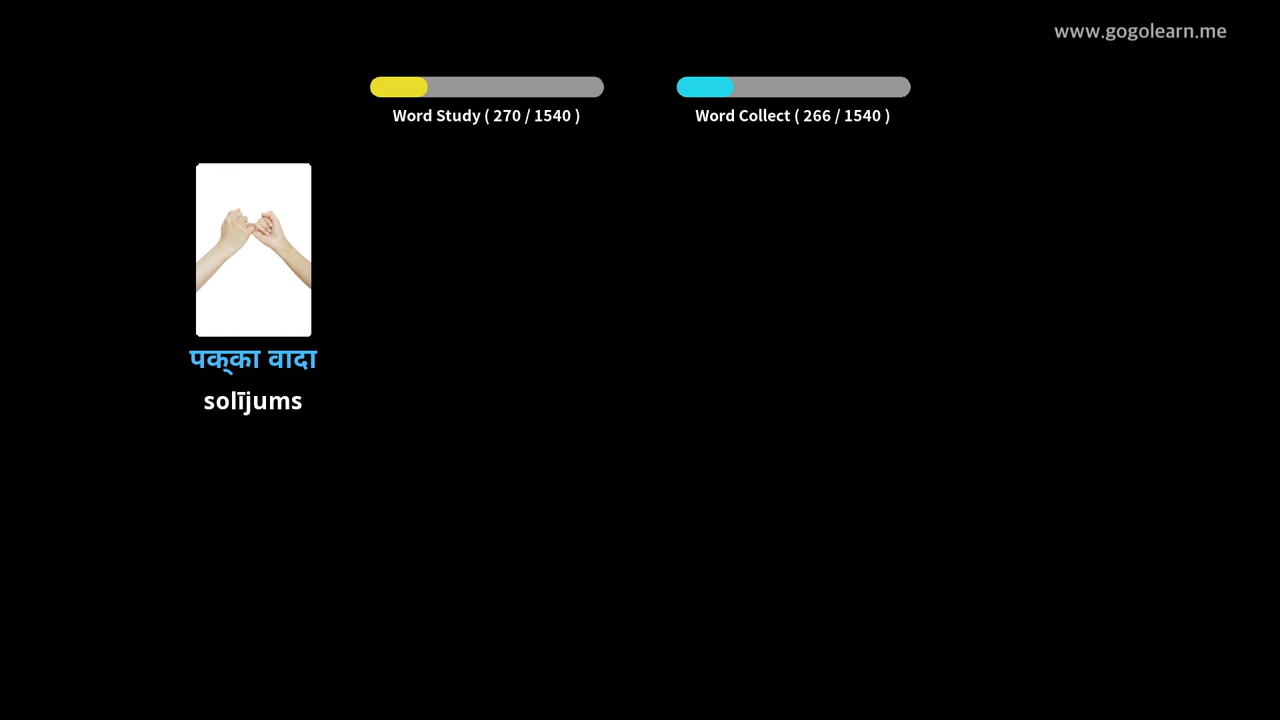 www.gogolearn.me
Word Study ( 270 / 1540 )
Word Collect ( 266 / 1540 )
पक्का वादा
solījums